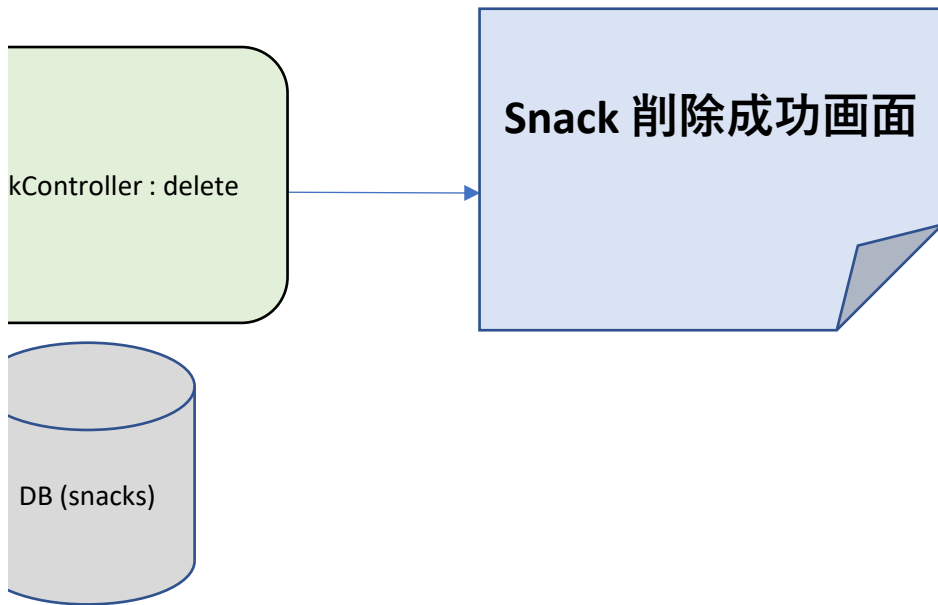 Snack 削除成功画面
kController : delete
DB (snacks)